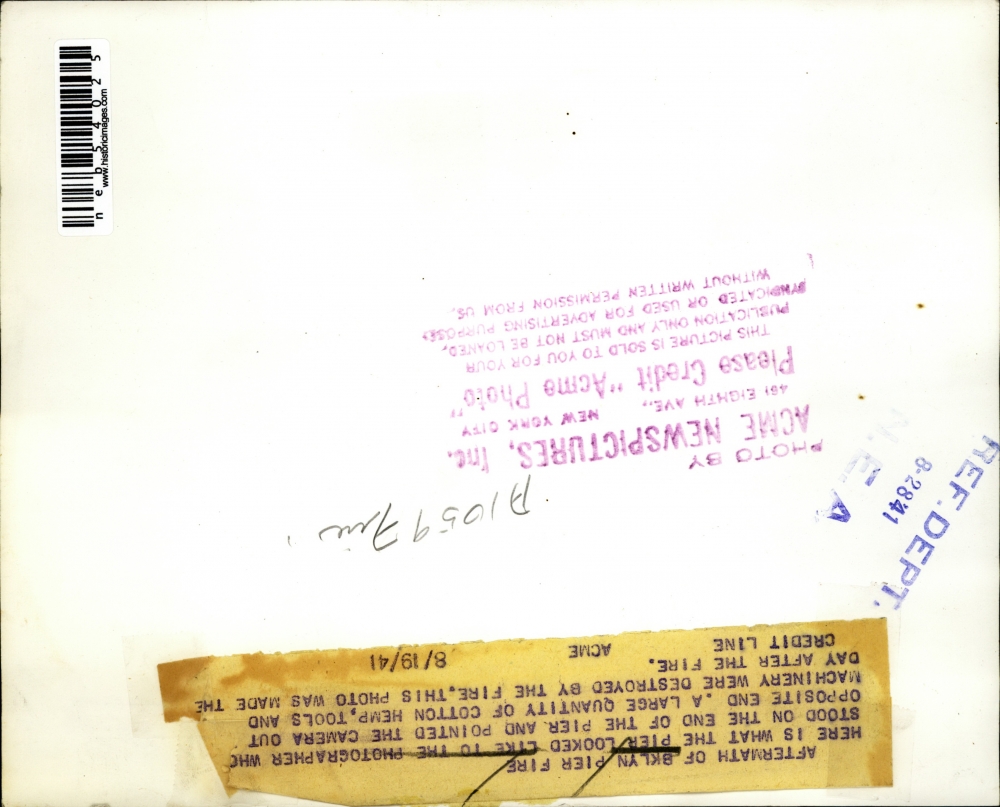 neb54025
www.historicimages.com
PHOTO BY
ACME NEWSPICTURES, Inc.
461 EIGHTH AVE., NEW YORK CITY
Please Credit "Acme Photo"
THIS PICTURE IS SOLD TO YOU FOR YOUR
PUBLICATION ONLY AND MUST NOT BE LOANED,
SYNDICATED OR USED FOR ADVERTISING PURPOSES
WITHOUT WRITTEN PERMISSION FROM US.
REF. DEPT.
8-28 41
N. E. A
1059 Fire
AFTERMATH OF BKLYN PIER FIRE
HERE IS WHAT THE PIER LOOKED LIKE TO THE PHOTOGRAPHER WHO
STOOD ON THE END OF THE PIER AND POINTED THE CAMERA OUT
OPPOSITE END . A LARGE QUANTITY OF COTTON HEMP, TOOLS AND
MACHINERY WERE DESTROYED BY THE FIRE.THIS PHOTO WAS MADE THE
DAY AFTER THE FIRE.
CREDIT LINE ACME 8/19/41